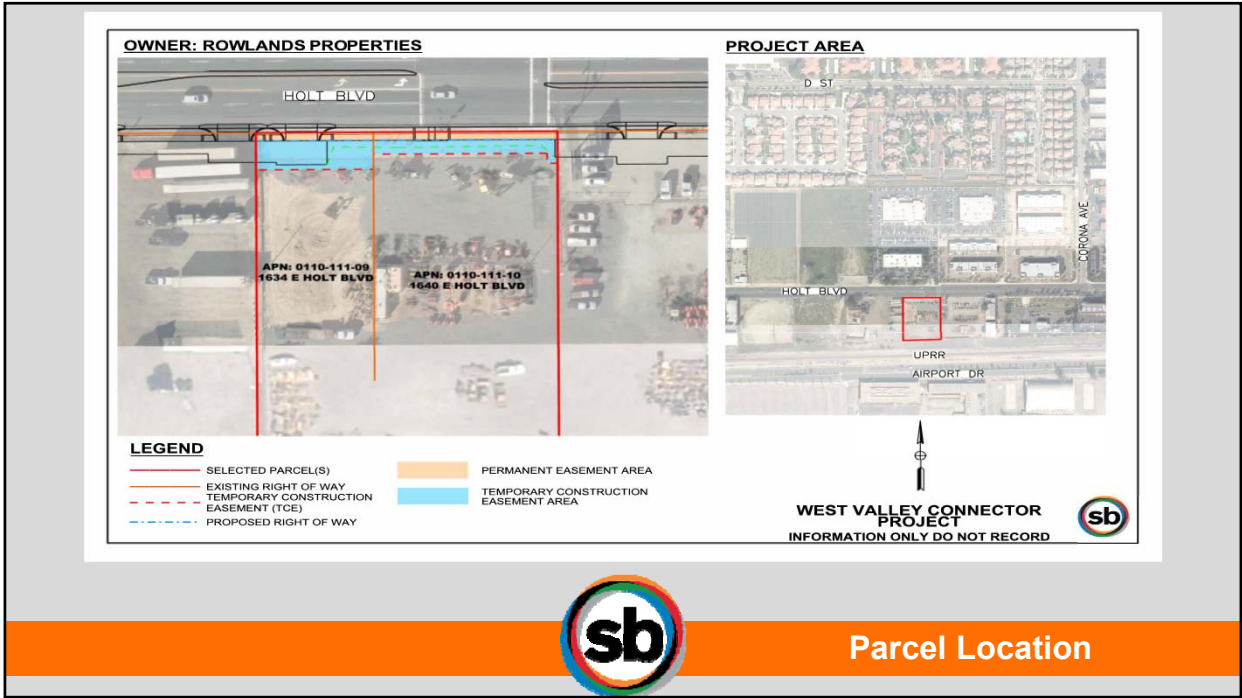 OWNER: ROWLANDS PROPERTIES
HOLT BLVD
APN: 0110-111-09
1634 E HOLT BLVD
APN: 0110-111-10
1640 E HOLT BLVD
PROJECT AREA
D ST
CORONA AVE
HOLT BLVD
UPRR
AIRPORT DR
LEGEND
SELECTED PARCEL(S)
EXISTING RIGHT OF WAY
TEMPORARY CONSTRUCTION
EASEMENT (TCE)
PROPOSED RIGHT OF WAY
PERMANENT EASEMENT AREA
TEMPORARY CONSTRUCTION
EASEMENT AREA
WEST VALLEY CONNECTOR
PROJECT
INFORMATION ONLY DO NOT RECORD
sb
sb
Parcel Location